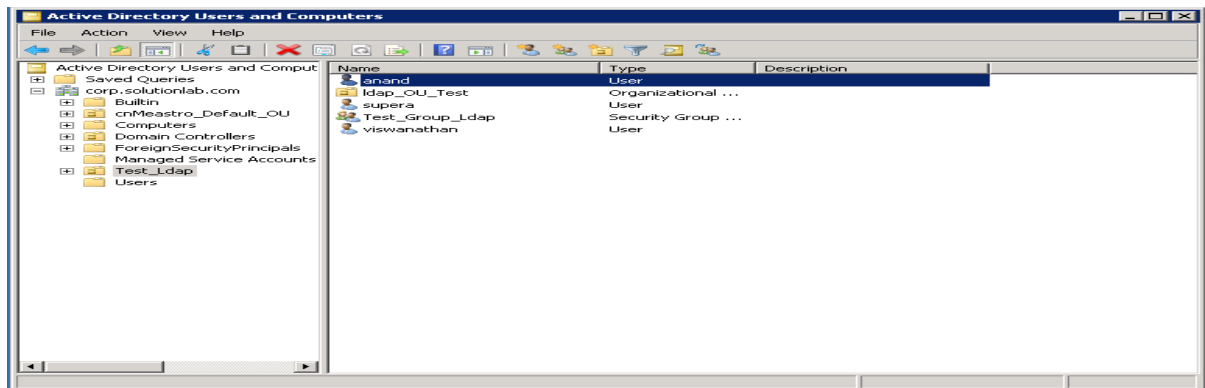 Active Directory Users and Computers
File Action View Help
Active Directory Users and Comput
Saved Queries
corp.solutionlab.com
Builtin
cnMeastro_Default_OU
Computers
Domain Controllers
ForeignSecurityPrincipals
Managed Service Accounts
Test_Ldap
Users
Name Type Description
anand User
ldap_OU_Test Organizational ...
supera User
Test_Group_Ldap Security Group ...
viswanathan User